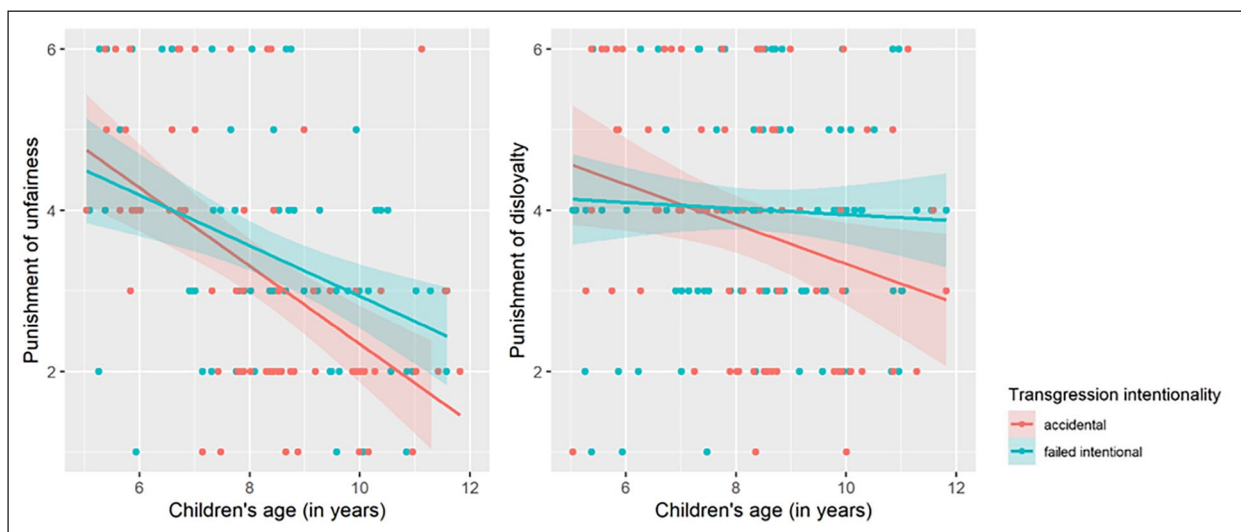 Punishment of unfairness
6
4
2
6
8
10
12
Children's age (in years)
Punishment of disloyalty
6
4
2
6
8
10
12
Children's age (in years)
Transgression intentionality
accidental
failed intentional